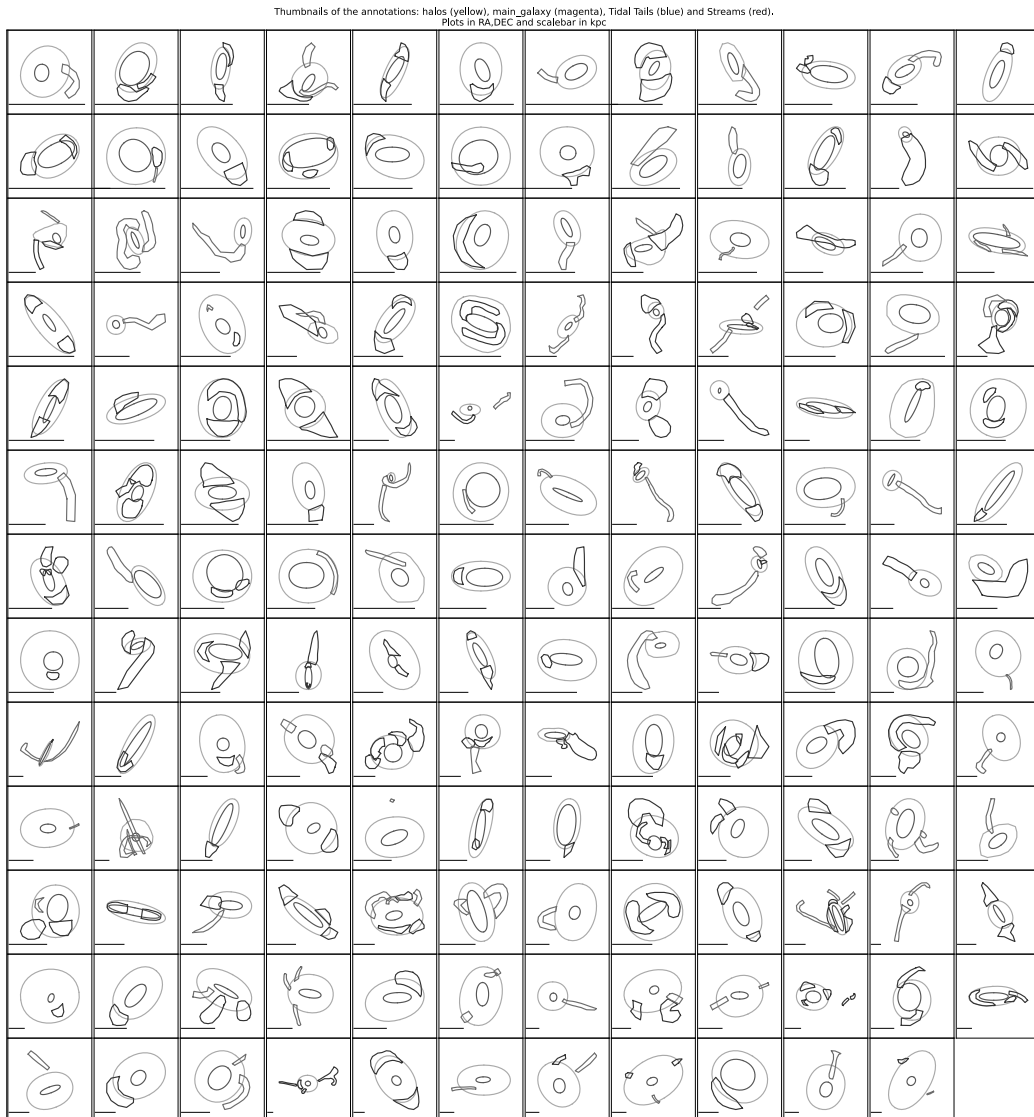 Thumbnails of the annotations: halos (yellow), main_galaxy (magenta), Tidal Tails (blue) and Streams (red).
Plots in RA,DEC and scalebar in kpc